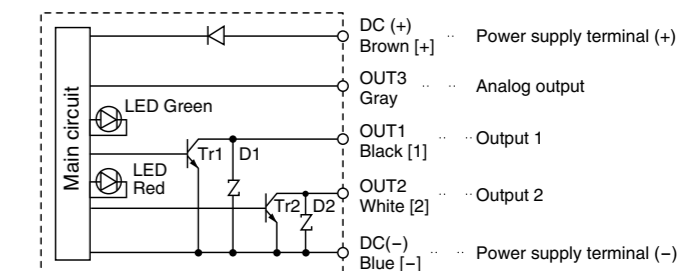 DC (+)
Brown [+] ·· Power supply terminal (+)
OUT3
Gray ·· ·· Analog output
LED Green
Main circuit
OUT1
Black [1] ·· ·· Output 1
Tr1 D1
LED
Red
OUT2
White [2] ·· ·· Output 2
Tr2 D2
DC(−)
Blue [−] ·· ·· Power supply terminal (−)